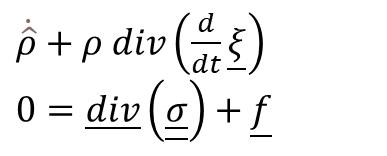 ρ̂̇ + ρ div(d/dt ξ)
0 = div(σ) + f